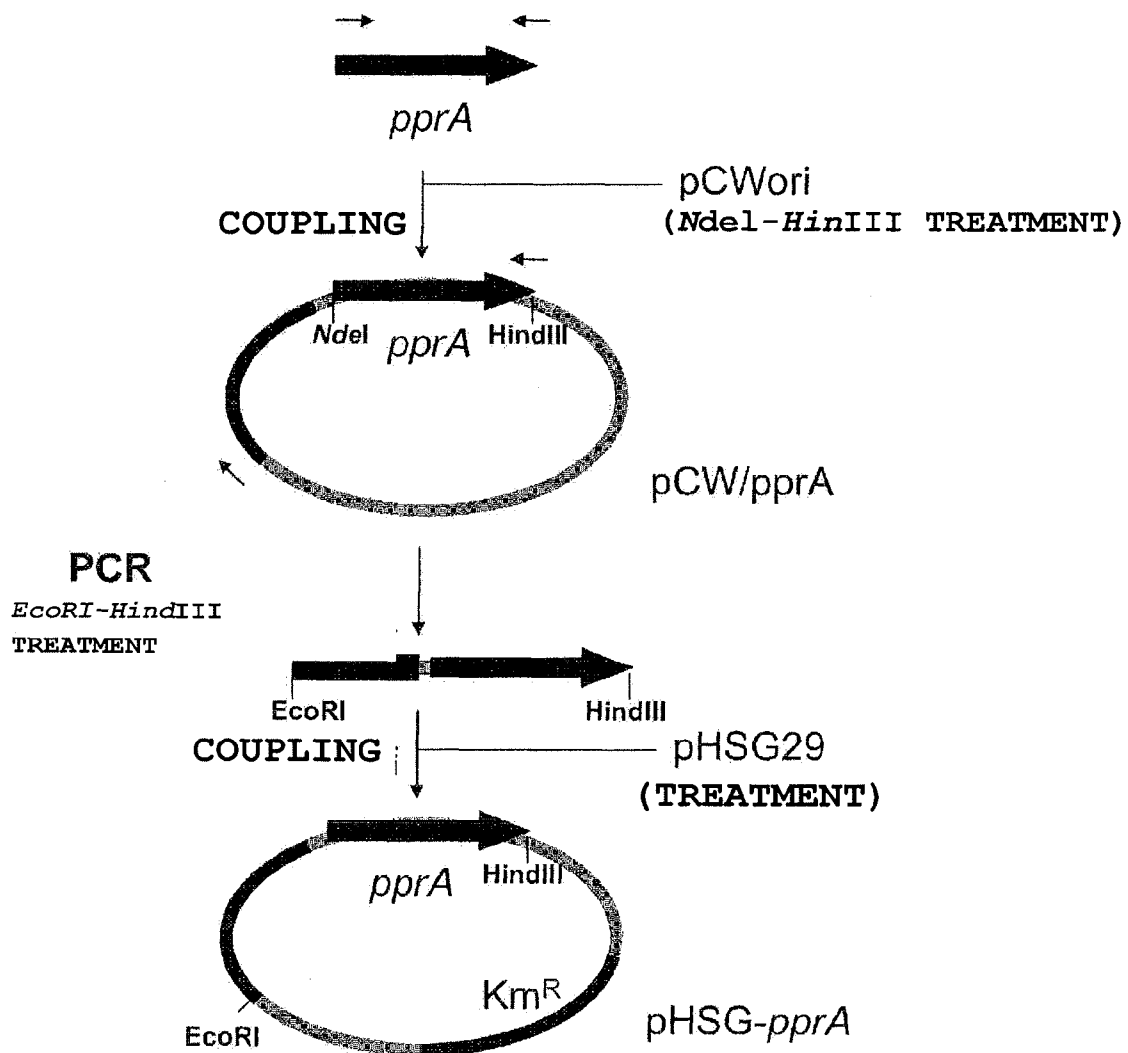 pprA
pCWori
COUPLING
(NdeI-HinIII TREATMENT)
NdeI
pprA
HindIII
pCW/pprA
PCR
EcoRI-HindIII
TREATMENT
EcoRI
HindIII
COUPLING
pHSG29
(TREATMENT)
pprA
HindIII
KmR
EcoRI
pHSG-pprA